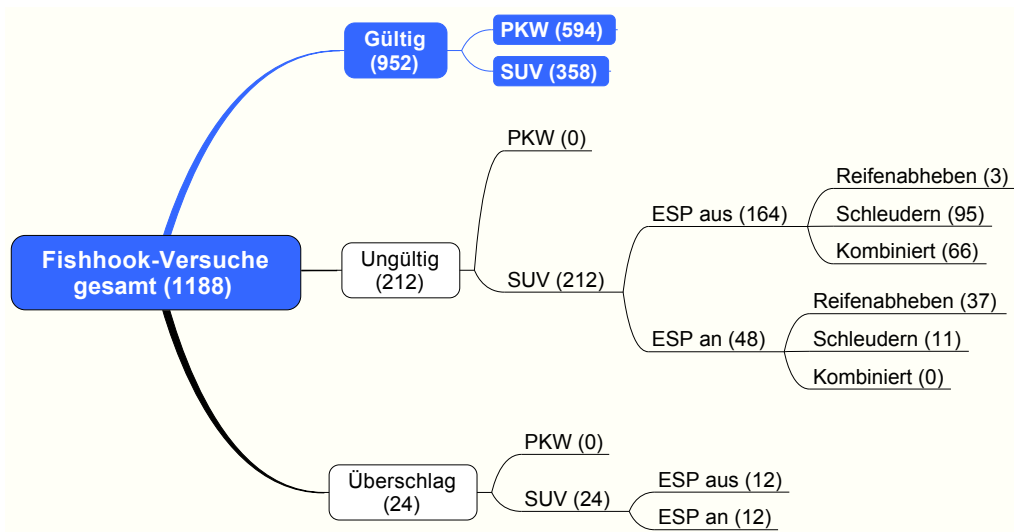 Fishhook-Versuche
gesamt (1188)
Gültig
(952)
PKW (594)
SUV (358)
Ungültig
(212)
PKW (0)
SUV (212)
ESP aus (164)
Reifenabheben (3)
Schleudern (95)
Kombiniert (66)
ESP an (48)
Reifenabheben (37)
Schleudern (11)
Kombiniert (0)
Überschlag
(24)
PKW (0)
SUV (24)
ESP aus (12)
ESP an (12)